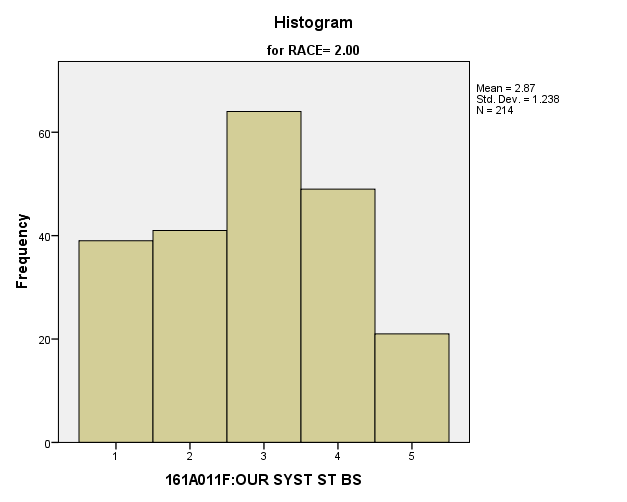 Histogram
for RACE= 2.00
Mean = 2.87
Std. Dev. = 1.238
N = 214
Frequency
60
40
20
0
1 2 3 4 5
161A011F:OUR SYST ST BS